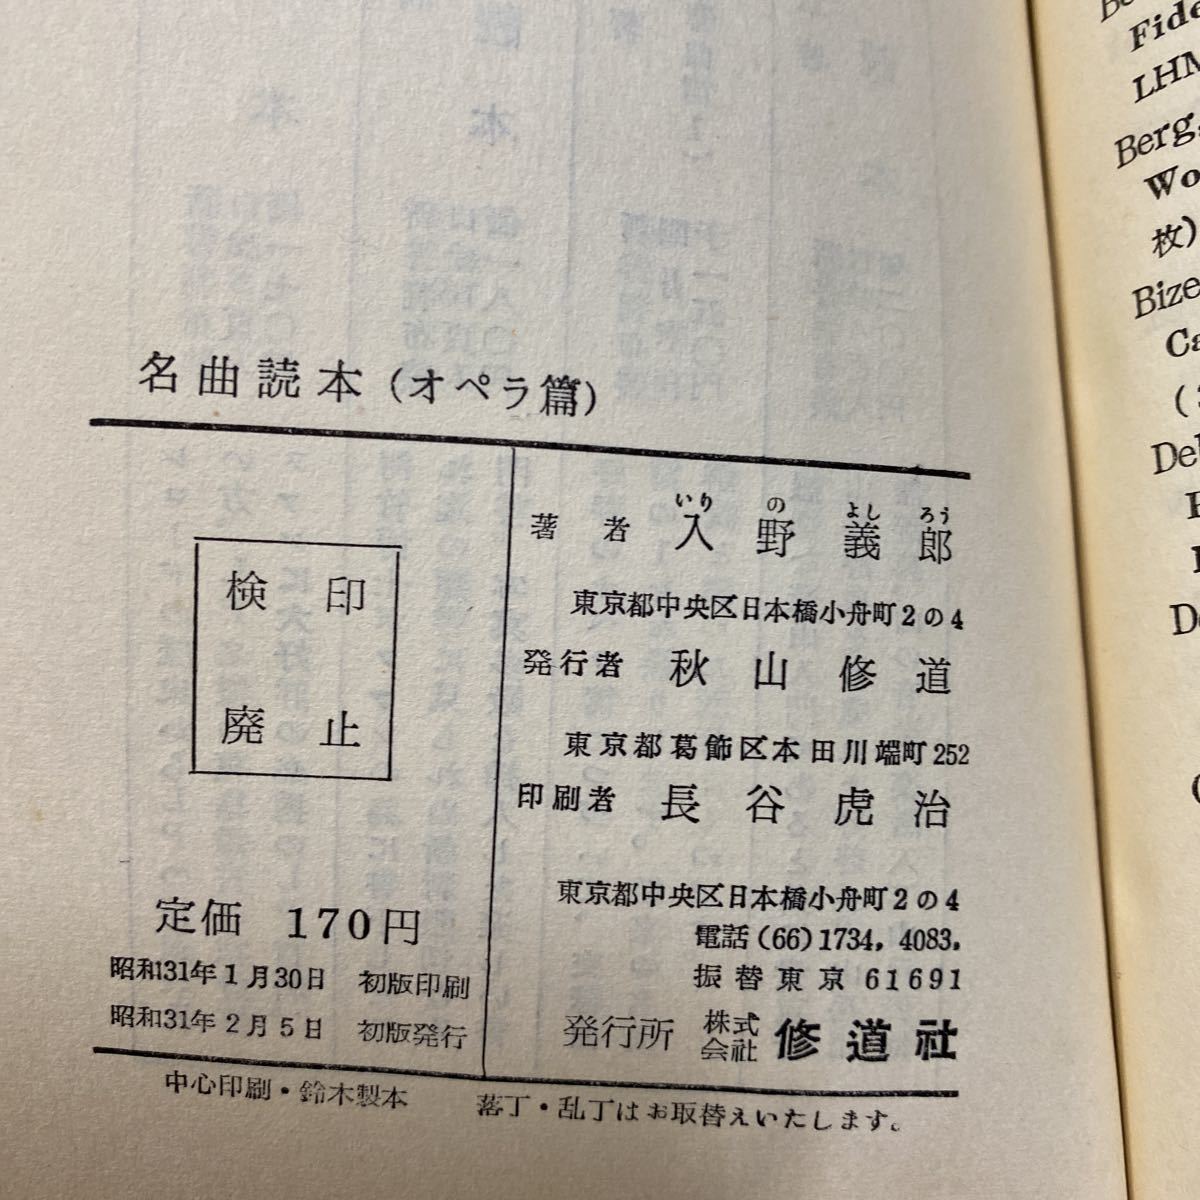 名曲読本(オペラ篇)
検印
廃止
定価 170円
昭和31年1月30日 初版印刷
昭和31年2月5日 初版発行
いり の よし ろう
著者 入野義郎
東京都中央区日本橋小舟町2の4
発行者 秋山修道
東京都葛飾区本田川端町252
印刷者 長谷虎治
東京都中央区日本橋小舟町2の4
電話(66)1734, 4083.
振替東京61691
発行所 株式会社 修道社
中心印刷・鈴木製本 落丁・乱丁はお取替えいたします。
Fide
LHM
Berg,
Wo
枚)
Bize
Ca
Del